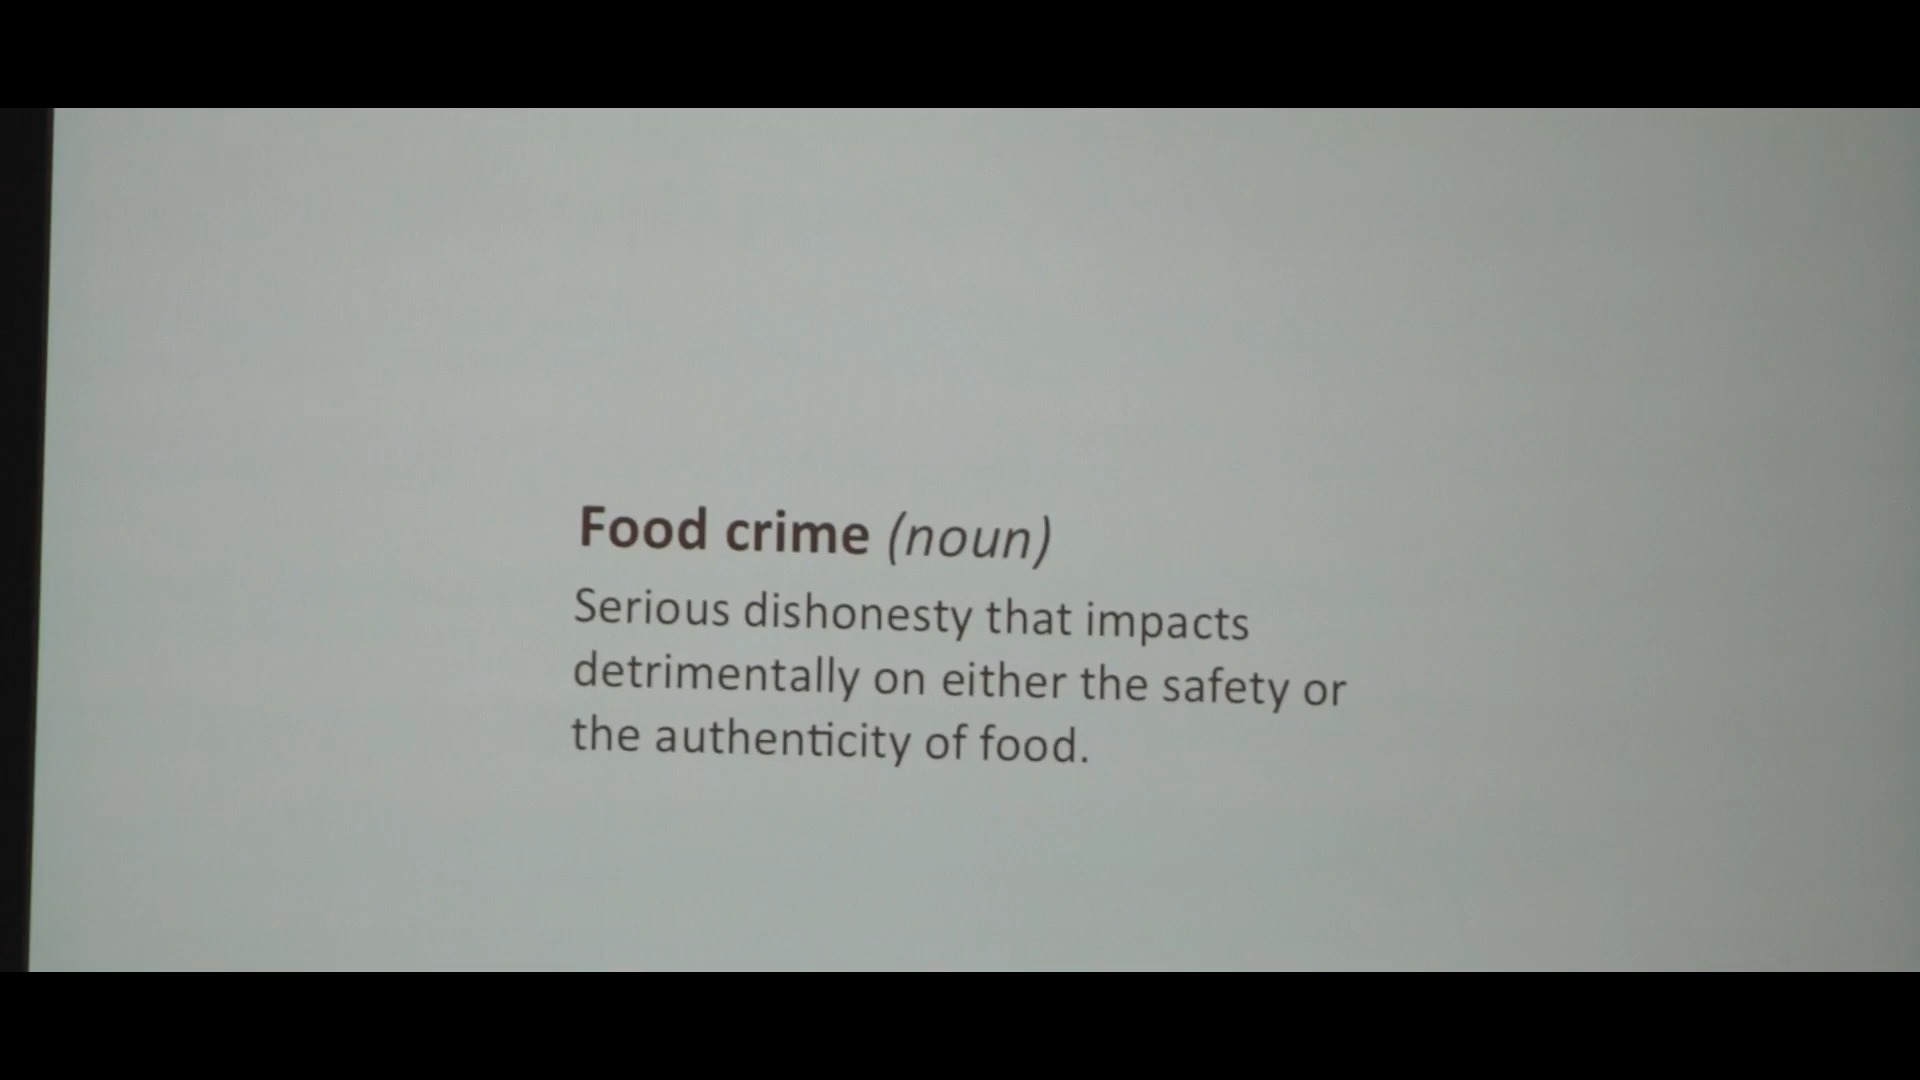 Food crime (noun)
Serious dishonesty that impacts
detrimentally on either the safety or
the authenticity of food.